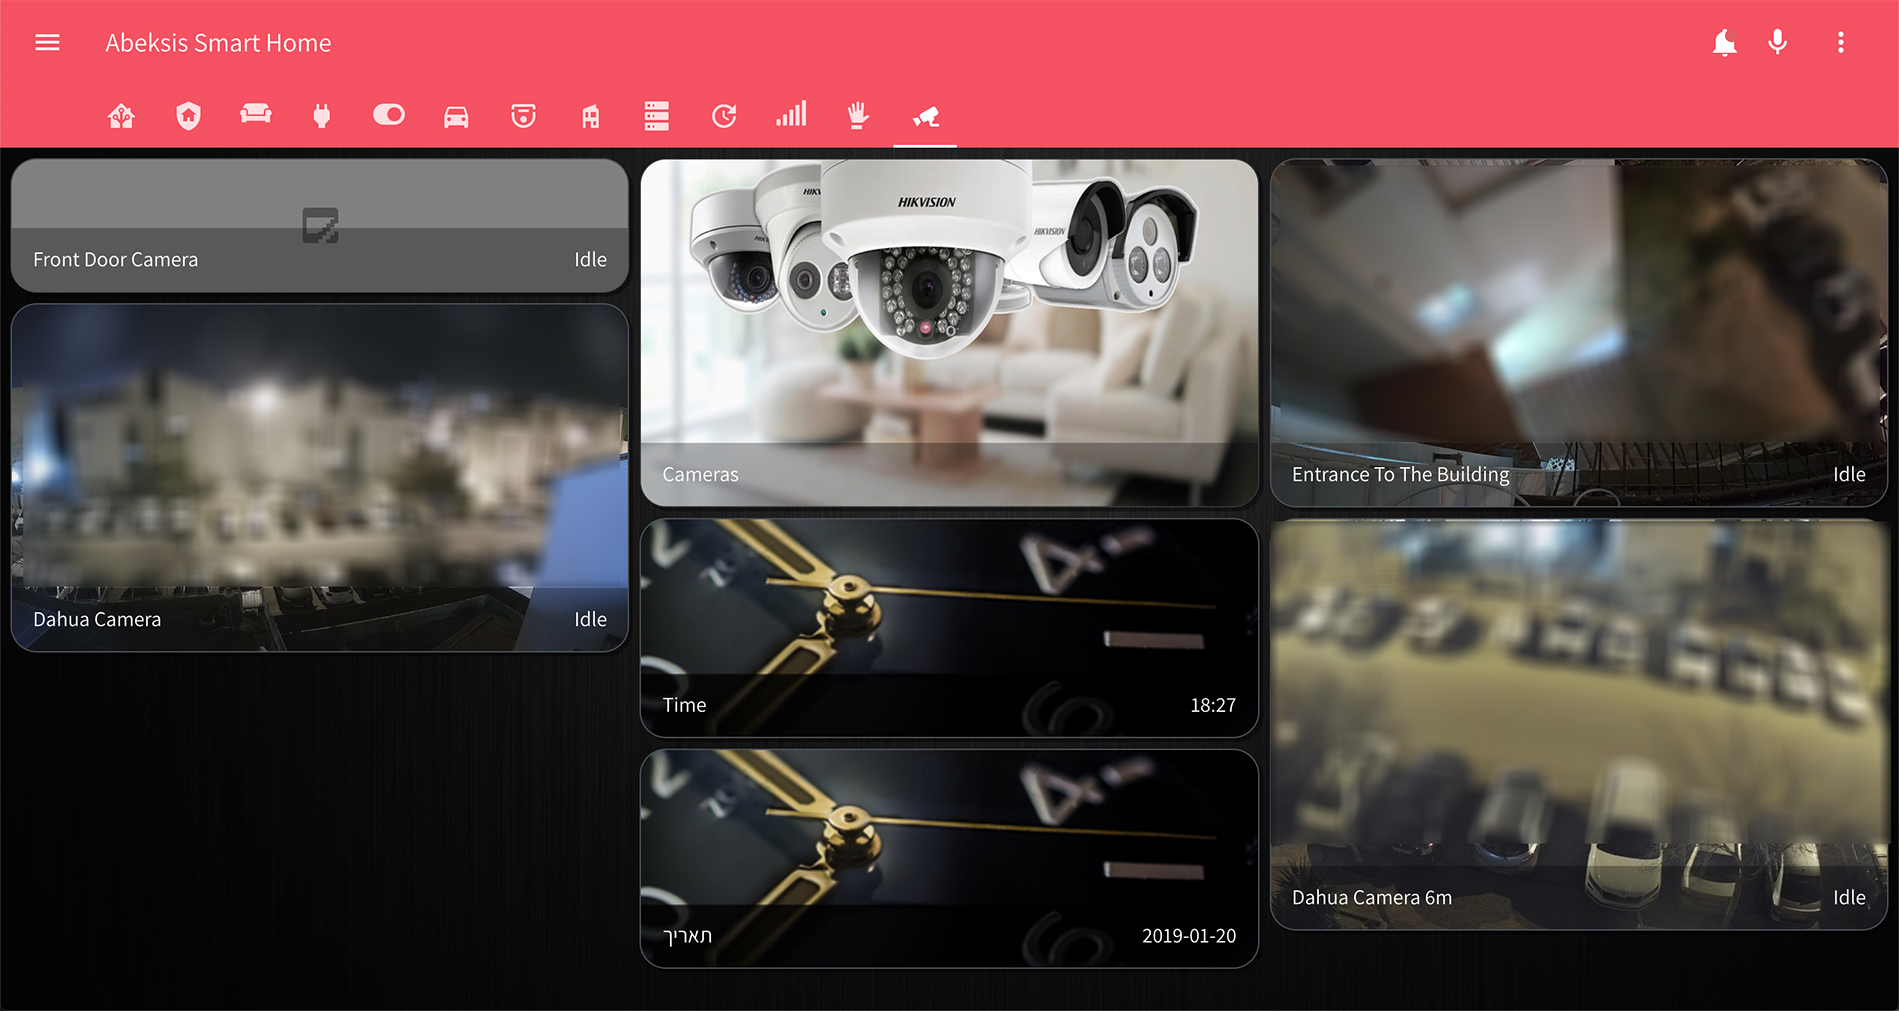 Abeksis Smart Home
Front Door Camera
Idle
Dahua Camera
Idle
HIKVISION
HIKVISION
Cameras
Time
18:27
תאריך
2019-01-20
Entrance To The Building
Idle
Dahua Camera 6m
Idle